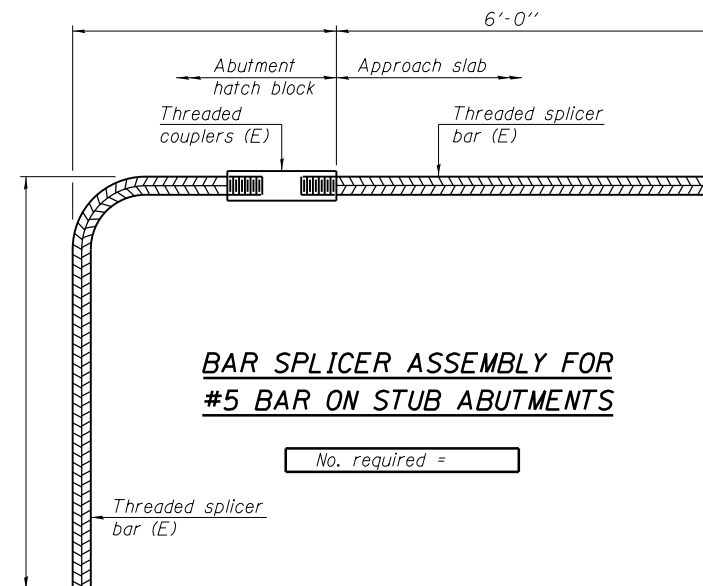 6'-0"
Abutment
hatch block
Approach slab
Threaded
couplers (E)
Threaded splicer
bar (E)
BAR SPLICER ASSEMBLY FOR
#5 BAR ON STUB ABUTMENTS
No. required =
Threaded splicer
bar (E)